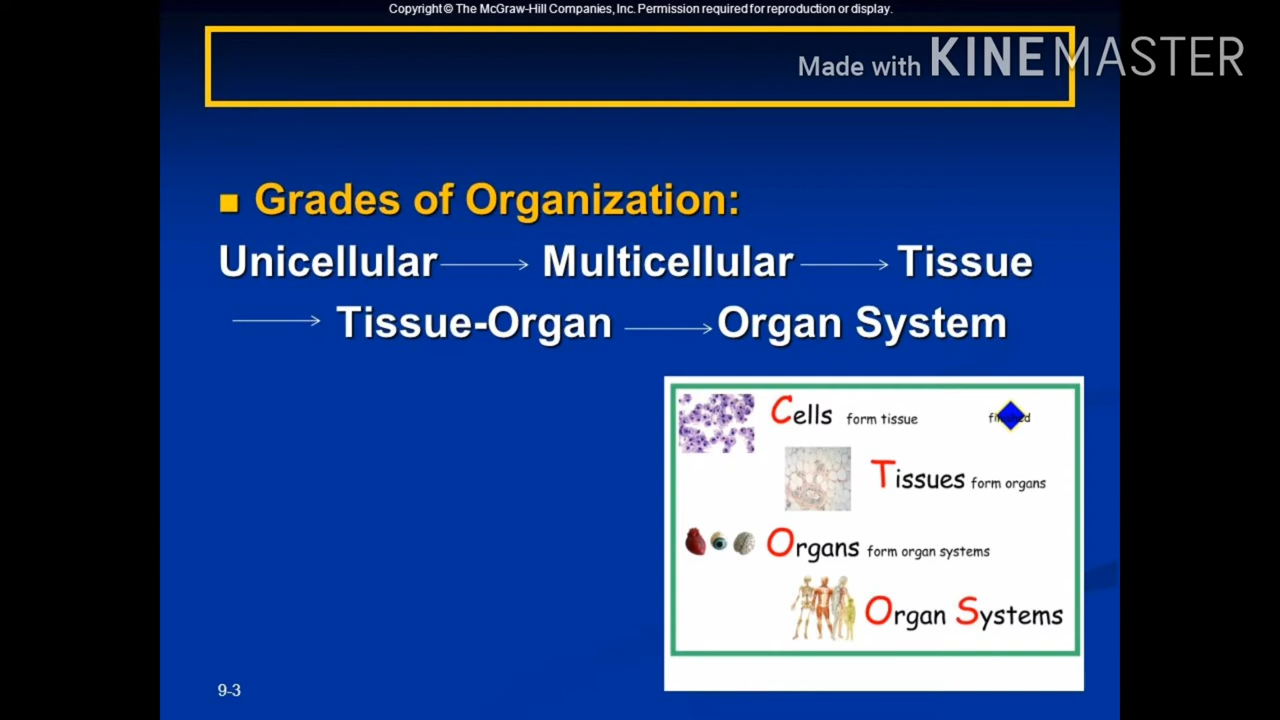 Copyright © The McGraw-Hill Companies, Inc. Permission required for reproduction or display.
Made with KINEMASTER
Grades of Organization:
Unicellular → Multicellular → Tissue
→ Tissue-Organ → Organ System
Cells form tissue
Tissues form organs
Organs form organ systems
Organ Systems
9-3